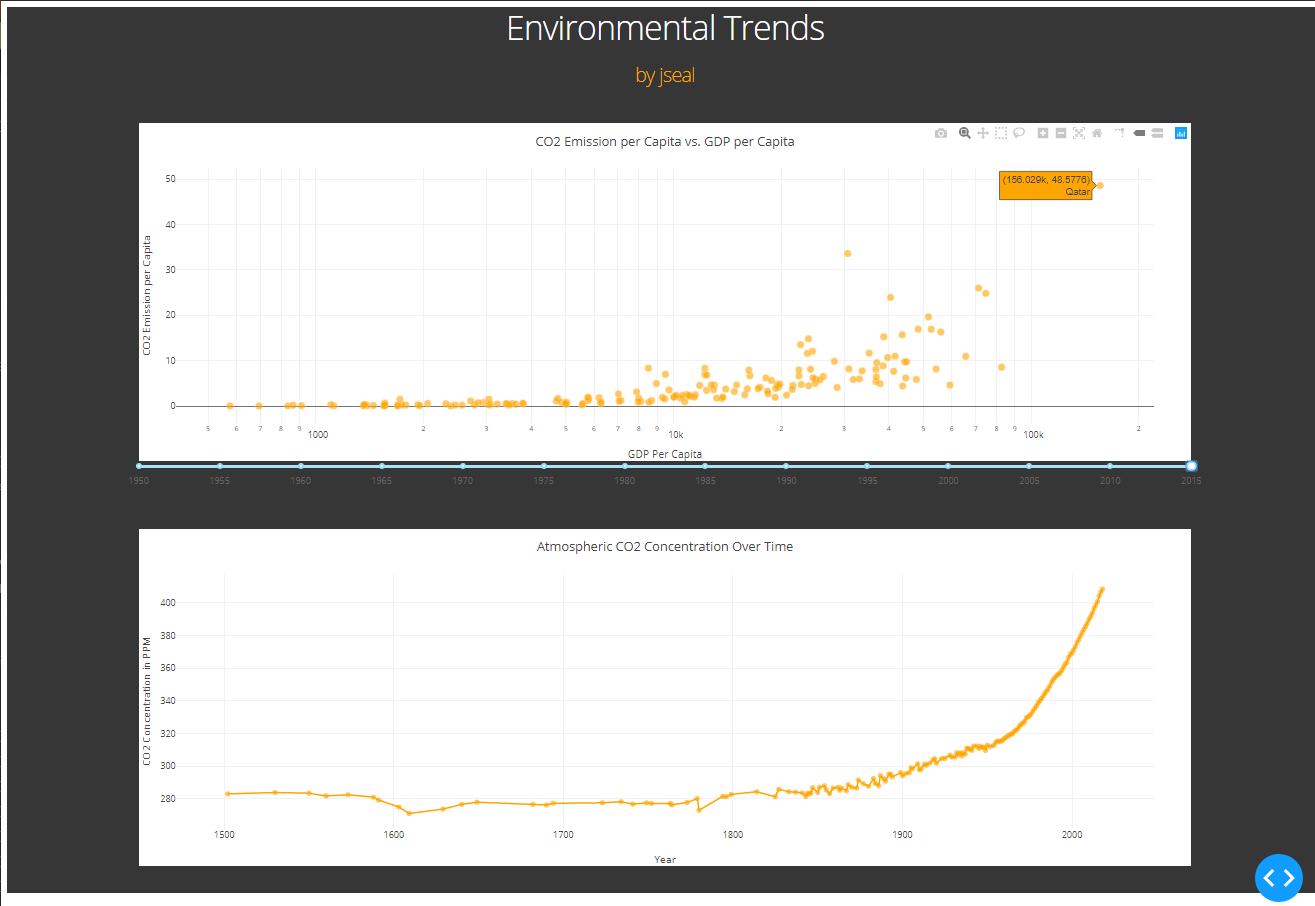 Environmental Trends
by jseal
CO2 Emission per Capita vs. GDP per Capita
(156.029k, 48.5776)
Qatar
50
40
30
20
10
0
CO2 Emission per Capita
5 6 7 8 9 1000 2 3 4 5 6 7 8 9 10k 2 3 4 5 6 7 8 9 100k 2
GDP Per Capita
1950 1955 1960 1965 1970 1975 1980 1985 1990 1995 2000 2005 2010 2015
Atmospheric CO2 Concentration Over Time
400
380
360
340
320
300
280
CO2 Concentration in PPM
1500 1600 1700 1800 1900 2000
Year